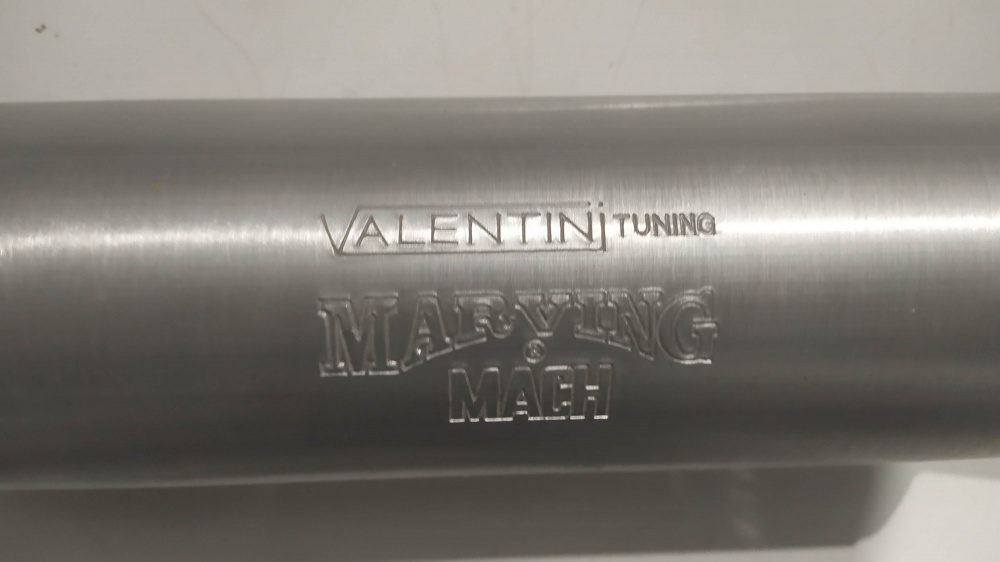 VALENTINi TUNING
MARVING
®
MACH